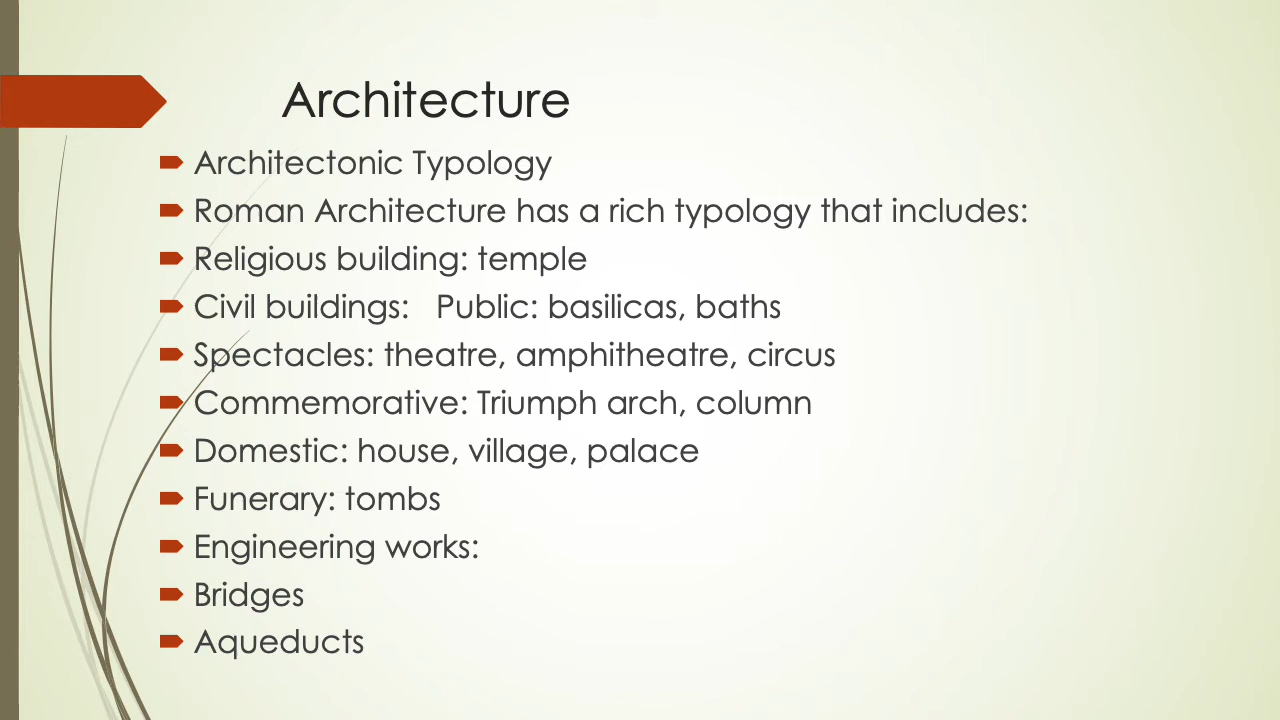 Architecture
Architectonic Typology
Roman Architecture has a rich typology that includes:
Religious building: temple
Civil buildings:   Public: basilicas, baths
Spectacles: theatre, amphitheatre, circus
Commemorative: Triumph arch, column
Domestic: house, village, palace
Funerary: tombs
Engineering works:
Bridges
Aqueducts